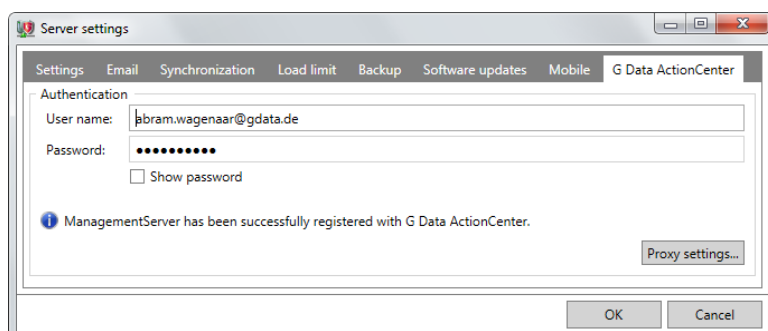 Server settings
Settings Email Synchronization Load limit Backup Software updates Mobile G Data ActionCenter
Authentication
User name: abram.wagenaar@gdata.de
Password: ●●●●●●●●●●
Show password
ManagementServer has been successfully registered with G Data ActionCenter.
Proxy settings...
OK Cancel